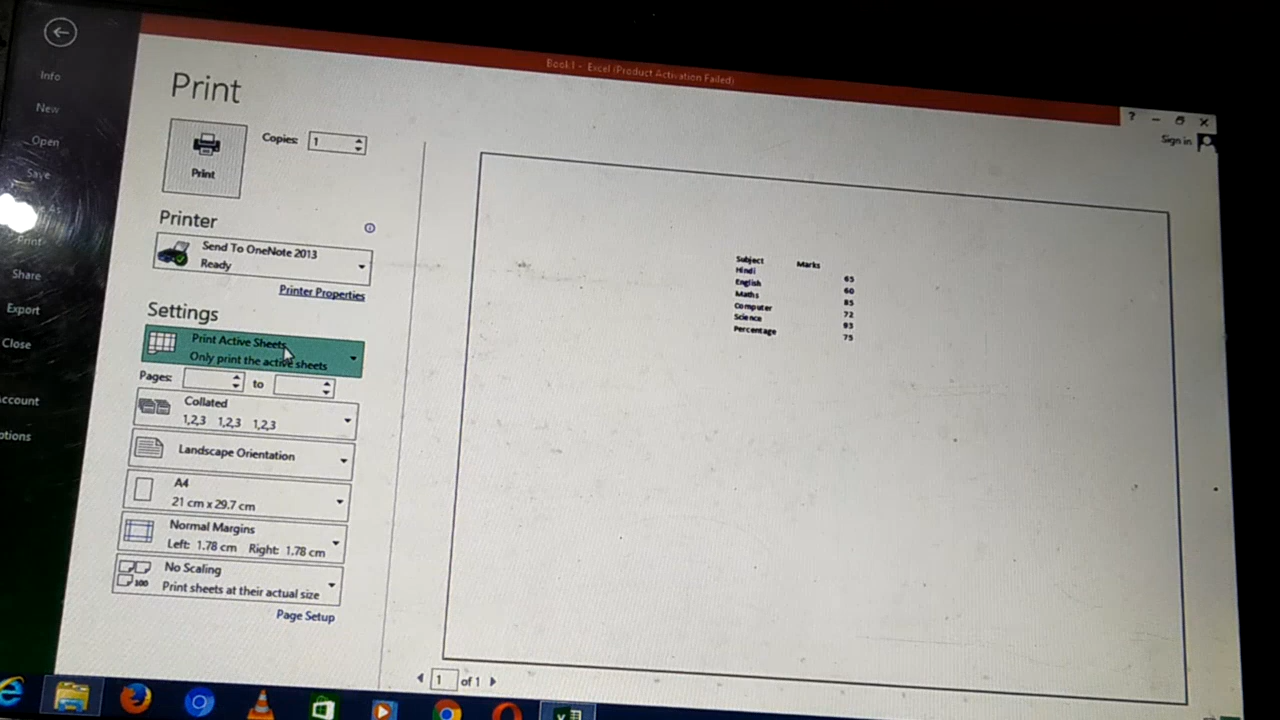 Book1 - Excel (Product Activation Failed)
?
Sign in
Info
New
Open
Save
As
Print
Share
Export
Close
ccount
ptions
Print
Copies: 1
Print
Printer
Send To OneNote 2013
Ready
Printer Properties
Settings
Print Active Sheets
Only print the active sheets
Pages: to
Collated
1,2,3 1,2,3 1,2,3
Landscape Orientation
A4
21 cm x 29.7 cm
Normal Margins
Left: 1.78 cm Right: 1.78 cm
No Scaling
100 Print sheets at their actual size
Page Setup
Subject Marks
Hindi 65
English 60
Maths 85
Computer 72
Science 93
Percentage 75
1 of 1